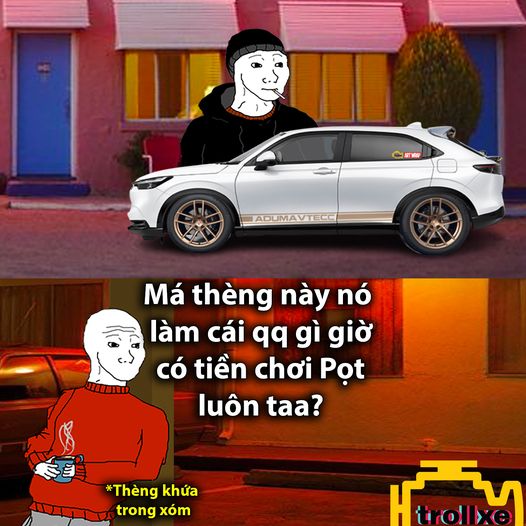 ADUMAVTECC
Má thèng này nó
làm cái qq gì giờ
có tiền chơi Pọt
luôn taa?
*Thèng khứa
trong xóm
trollxe